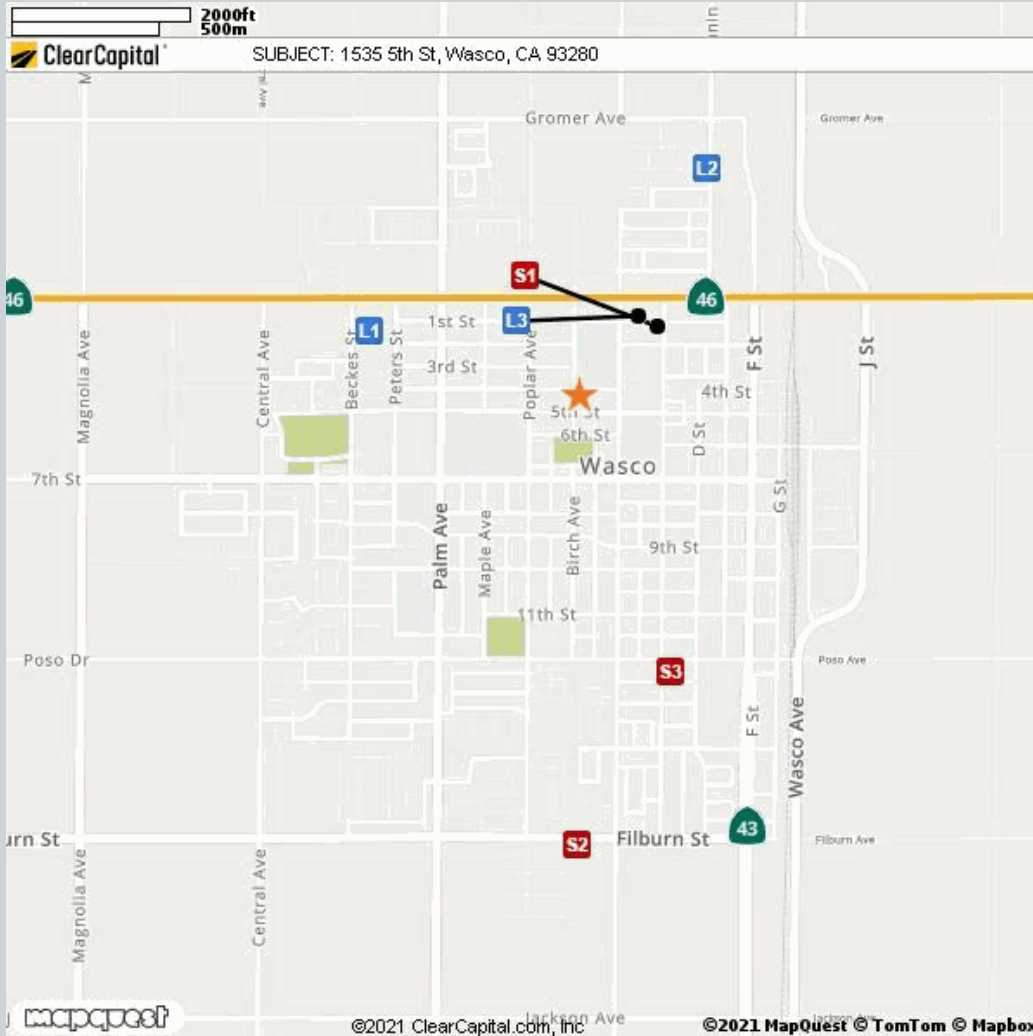 2000ft
500m
ClearCapital
SUBJECT: 1535 5th St, Wasco, CA 93280
Gromer Ave
Gromer Ave
L2
S1
46
46
L1
L3
1st St
Magnolia Ave
Central Ave
Beckes St
Peters St
Poplar Ave
3rd St
F St
J St
4th St
5th St
6th St
D St
Wasco
7th St
G St
Palm Ave
Maple Ave
Birch Ave
9th St
11th St
Poso Dr
Poso Ave
S3
F St
Wasco Ave
43
urn St
S2
Filburn St
Filburn Ave
Magnolia Ave
Central Ave
Jackson Ave
Jackson Ave
mapquest
©2021 ClearCapital.com, Inc
©2021 MapQuest © TomTom © Mapbox